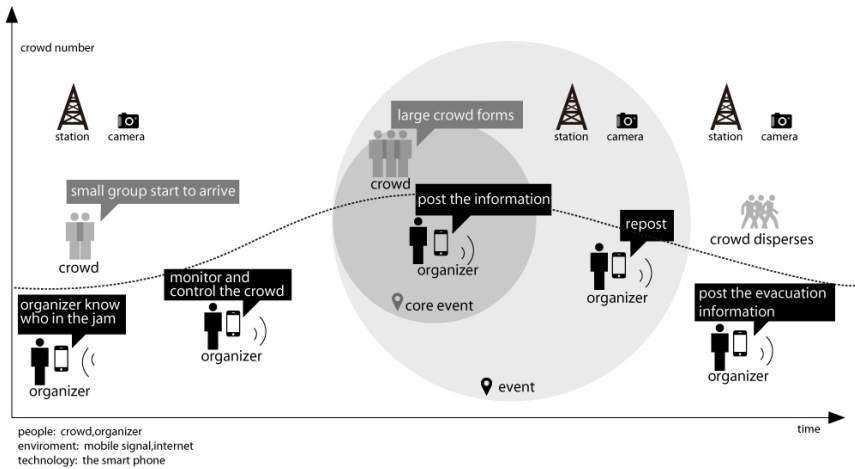 crowd number
station
camera
station
camera
station
camera
large crowd forms
crowd
small group start to arrive
crowd
post the information
organizer
repost
organizer
crowd disperses
monitor and
control the crowd
organizer
organizer know
who in the jam
organizer
core event
post the evacuation
information
organizer
event
time
people: crowd,organizer
enviroment: mobile signal,internet
technology: the smart phone